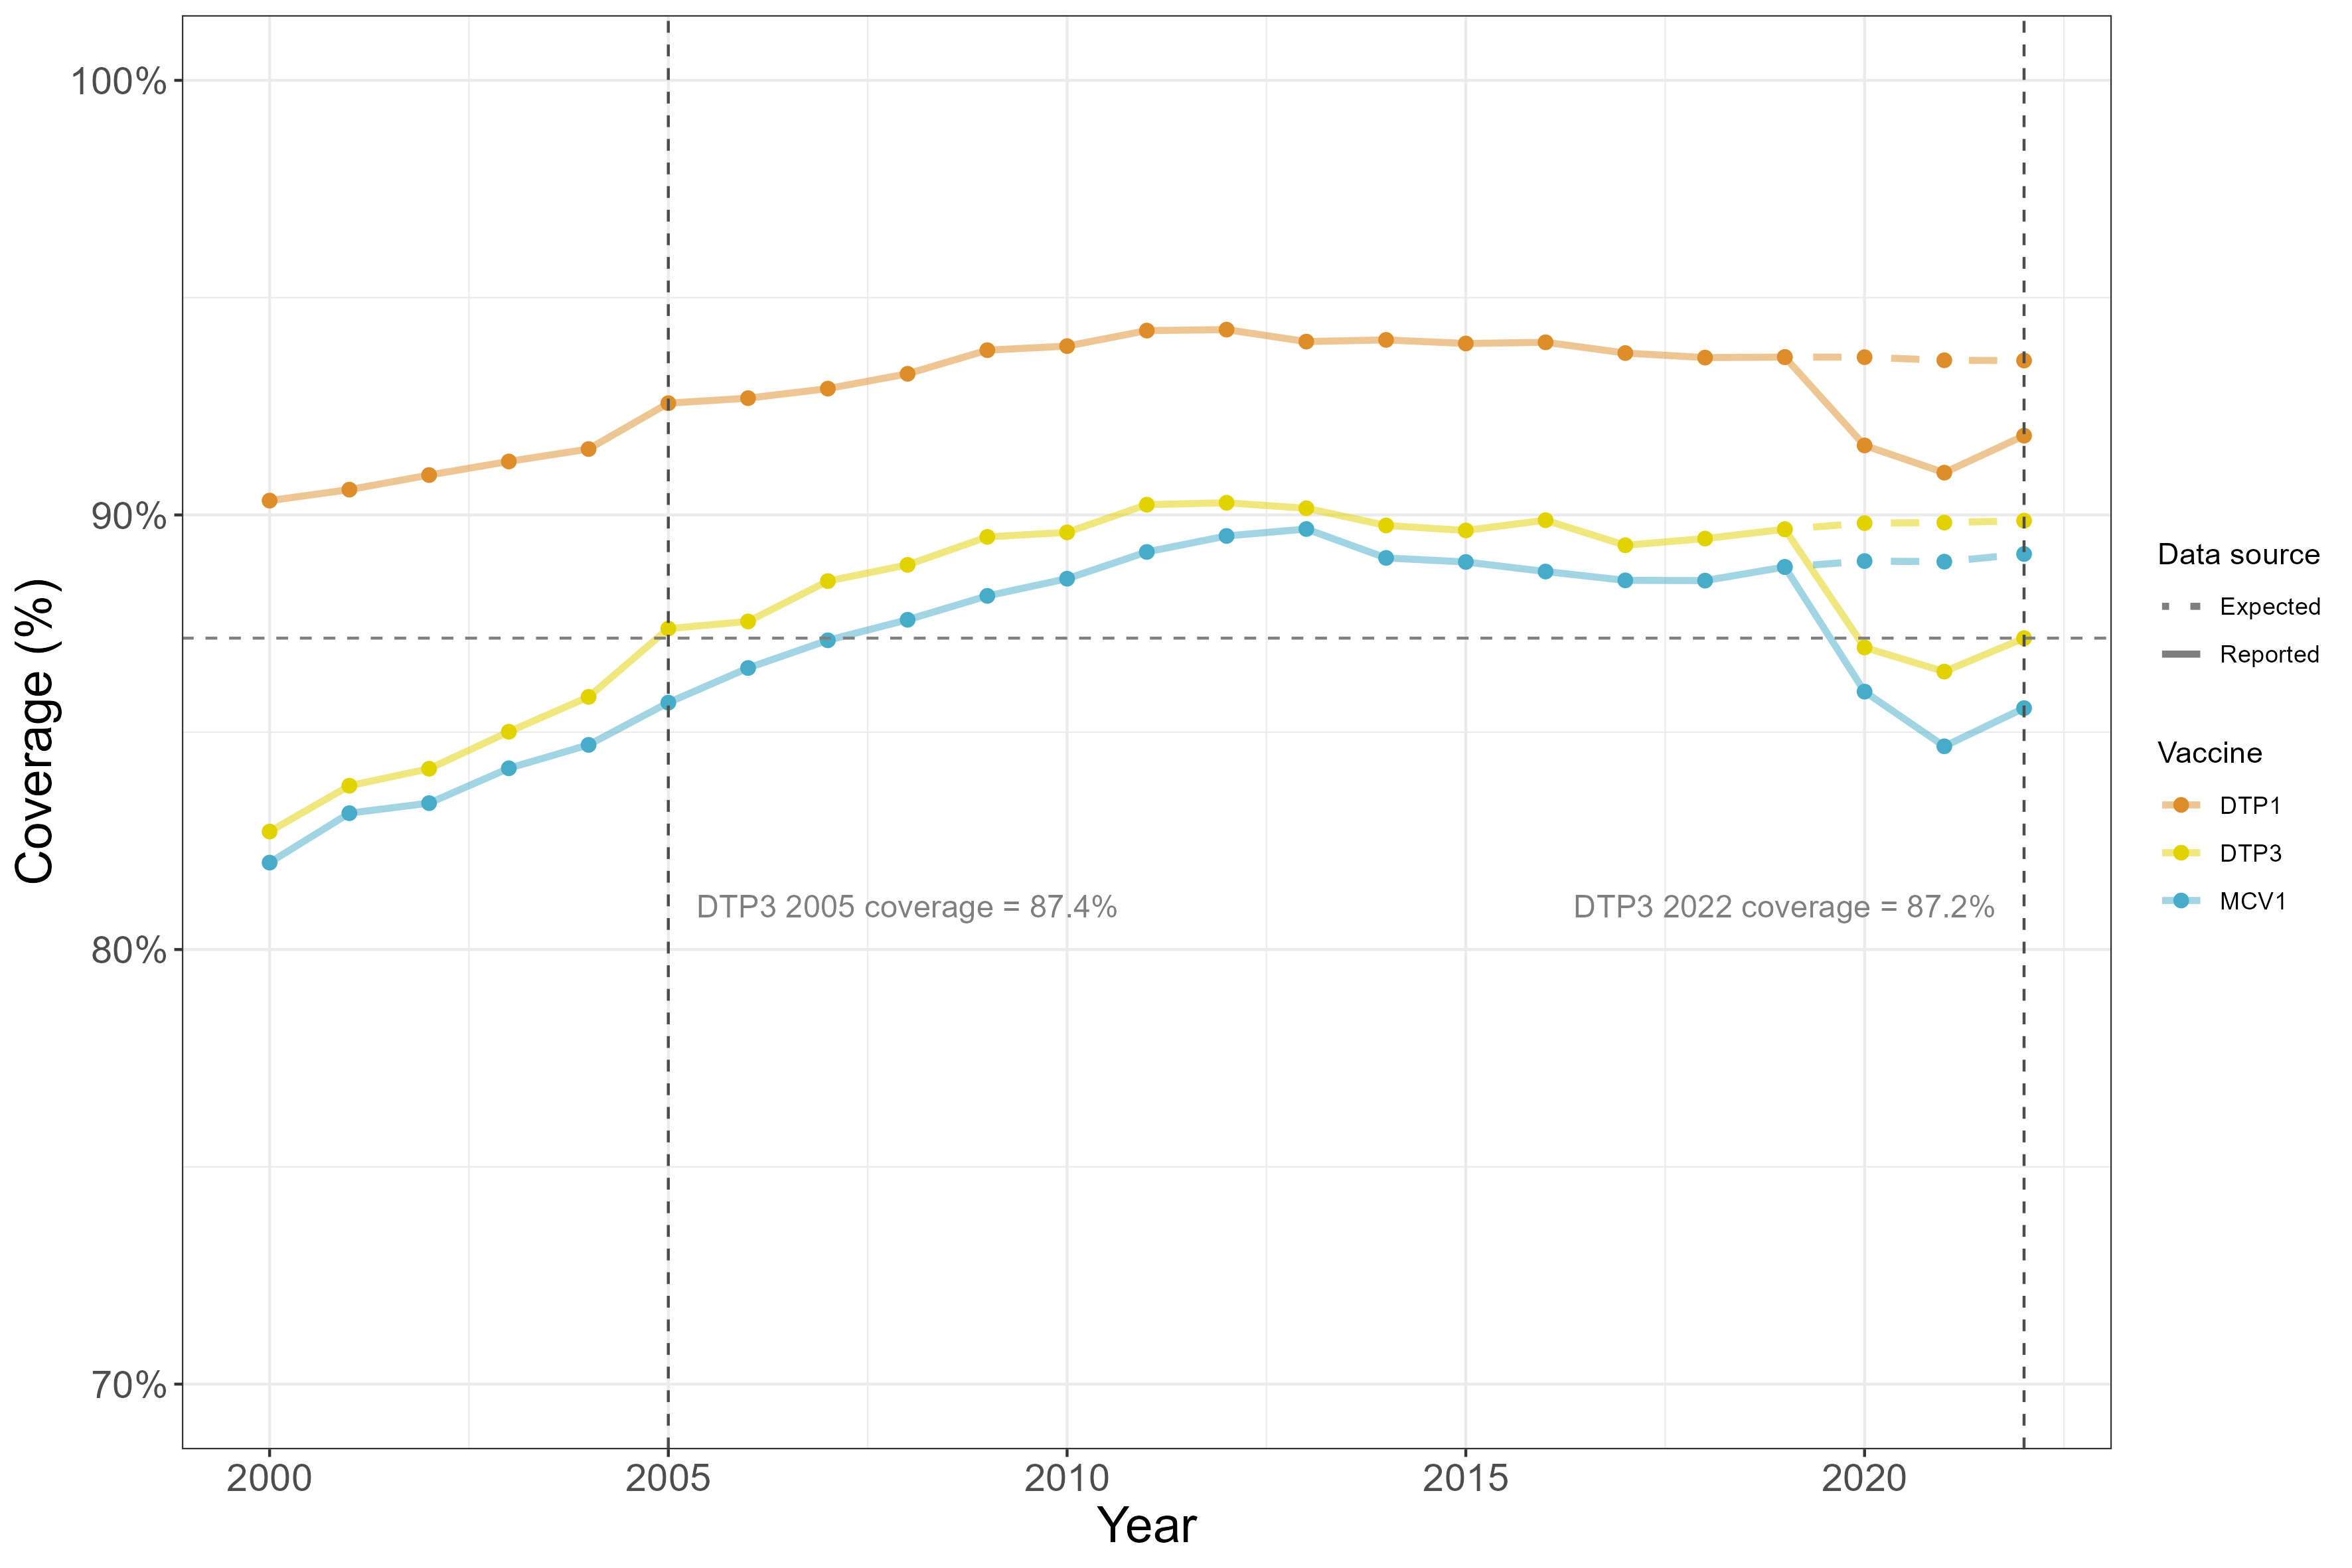 Coverage (%)
100%
90%
80%
70%
DTP3 2005 coverage = 87.4%
DTP3 2022 coverage = 87.2%
2000
2005
2010
2015
2020
Year
Data source
Expected
Reported
Vaccine
DTP1
DTP3
MCV1